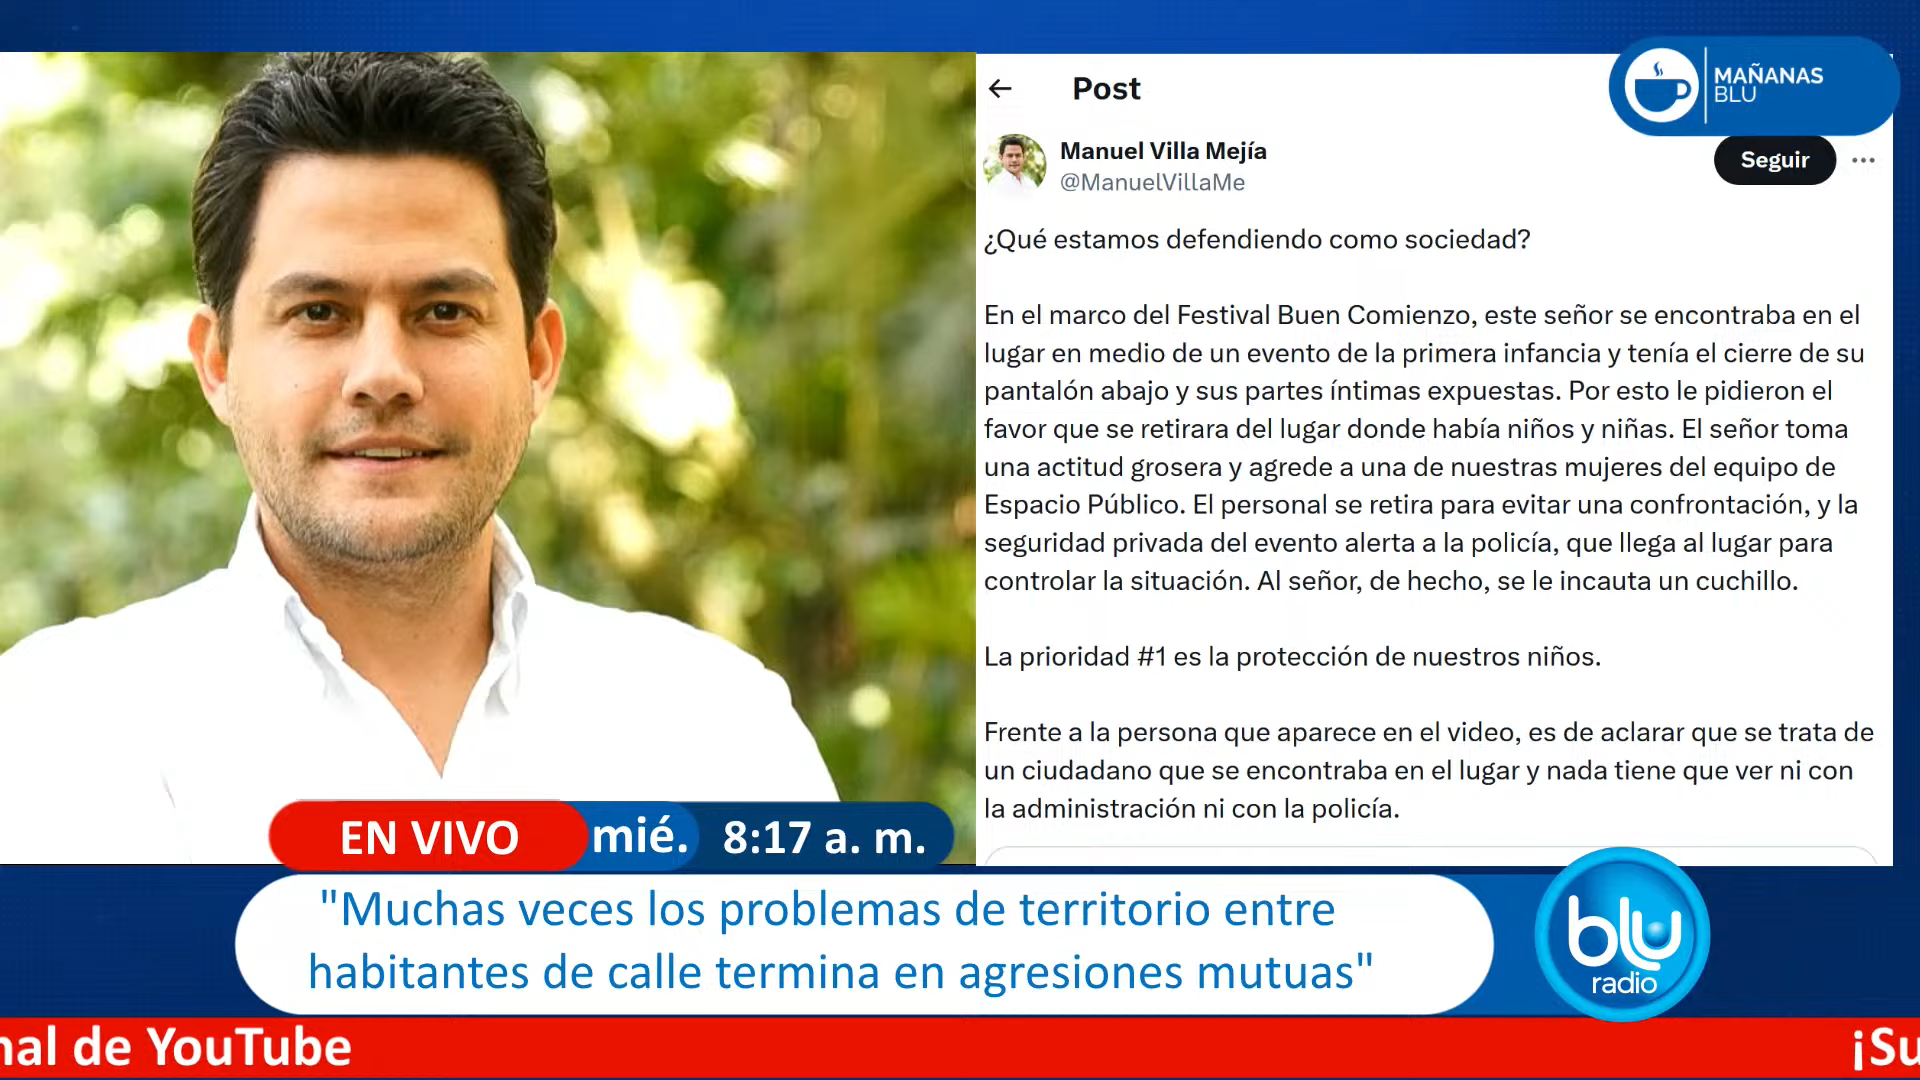 MAÑANAS
BLU
← Post
Manuel Villa Mejía
@ManuelVillaMe
Seguir
¿Qué estamos defendiendo como sociedad?
En el marco del Festival Buen Comienzo, este señor se encontraba en el
lugar en medio de un evento de la primera infancia y tenía el cierre de su
pantalón abajo y sus partes íntimas expuestas. Por esto le pidieron el
favor que se retirara del lugar donde había niños y niñas. El señor toma
una actitud grosera y agrede a una de nuestras mujeres del equipo de
Espacio Público. El personal se retira para evitar una confrontación, y la
seguridad privada del evento alerta a la policía, que llega al lugar para
controlar la situación. Al señor, de hecho, se le incauta un cuchillo.
La prioridad #1 es la protección de nuestros niños.
Frente a la persona que aparece en el video, es de aclarar que se trata de
un ciudadano que se encontraba en el lugar y nada tiene que ver ni con
la administración ni con la policía.
EN VIVO mié. 8:17 a. m.
"Muchas veces los problemas de territorio entre
habitantes de calle termina en agresiones mutuas"
blu
radio
nal de YouTube
¡Su